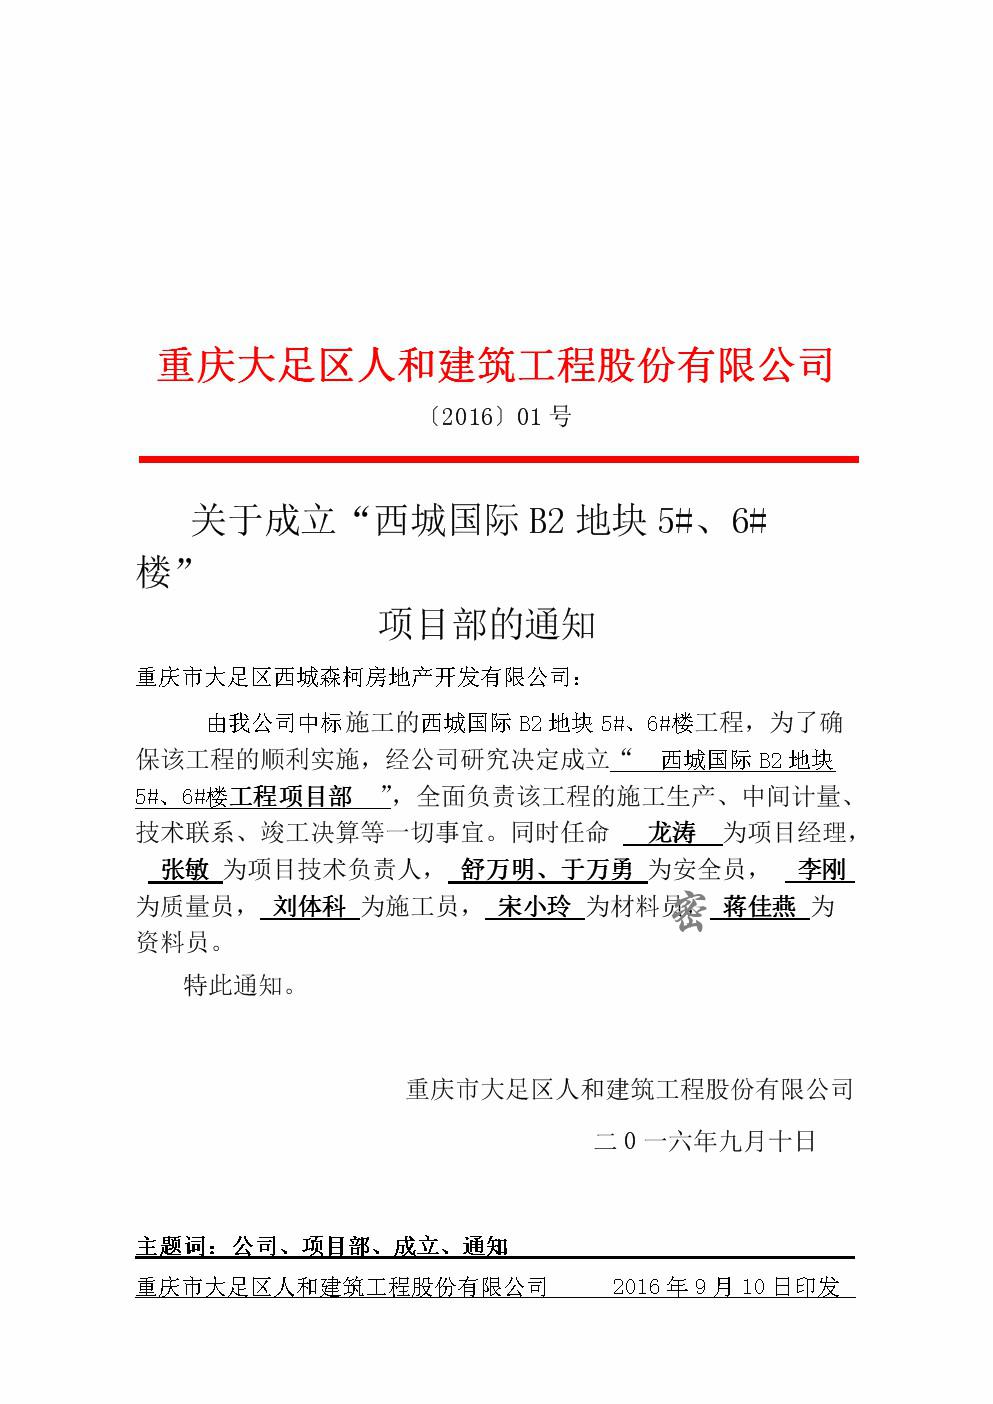 重庆大足区人和建筑工程股份有限公司
〔2016〕01 号
关于成立“西城国际 B2 地块 5#、6#
楼”
项目部的通知
重庆市大足区西城森柯房地产开发有限公司：
由我公司中标施工的西城国际 B2 地块 5#、6#楼工程，为了确
保该工程的顺利实施，经公司研究决定成立“ 西城国际 B2 地块
5#、6#楼工程项目部 ”，全面负责该工程的施工生产、中间计量、
技术联系、竣工决算等一切事宜。同时任命 龙涛 为项目经理，
张敏 为项目技术负责人， 舒万明、于万勇 为安全员， 李刚
为质量员， 刘体科 为施工员， 宋小玲 为材料员， 蒋佳燕 为
密
资料员。
特此通知。
重庆市大足区人和建筑工程股份有限公司
二 0 一六年九月十日
主题词：公司、项目部、成立、通知
重庆市大足区人和建筑工程股份有限公司 2016 年 9 月 10 日印发